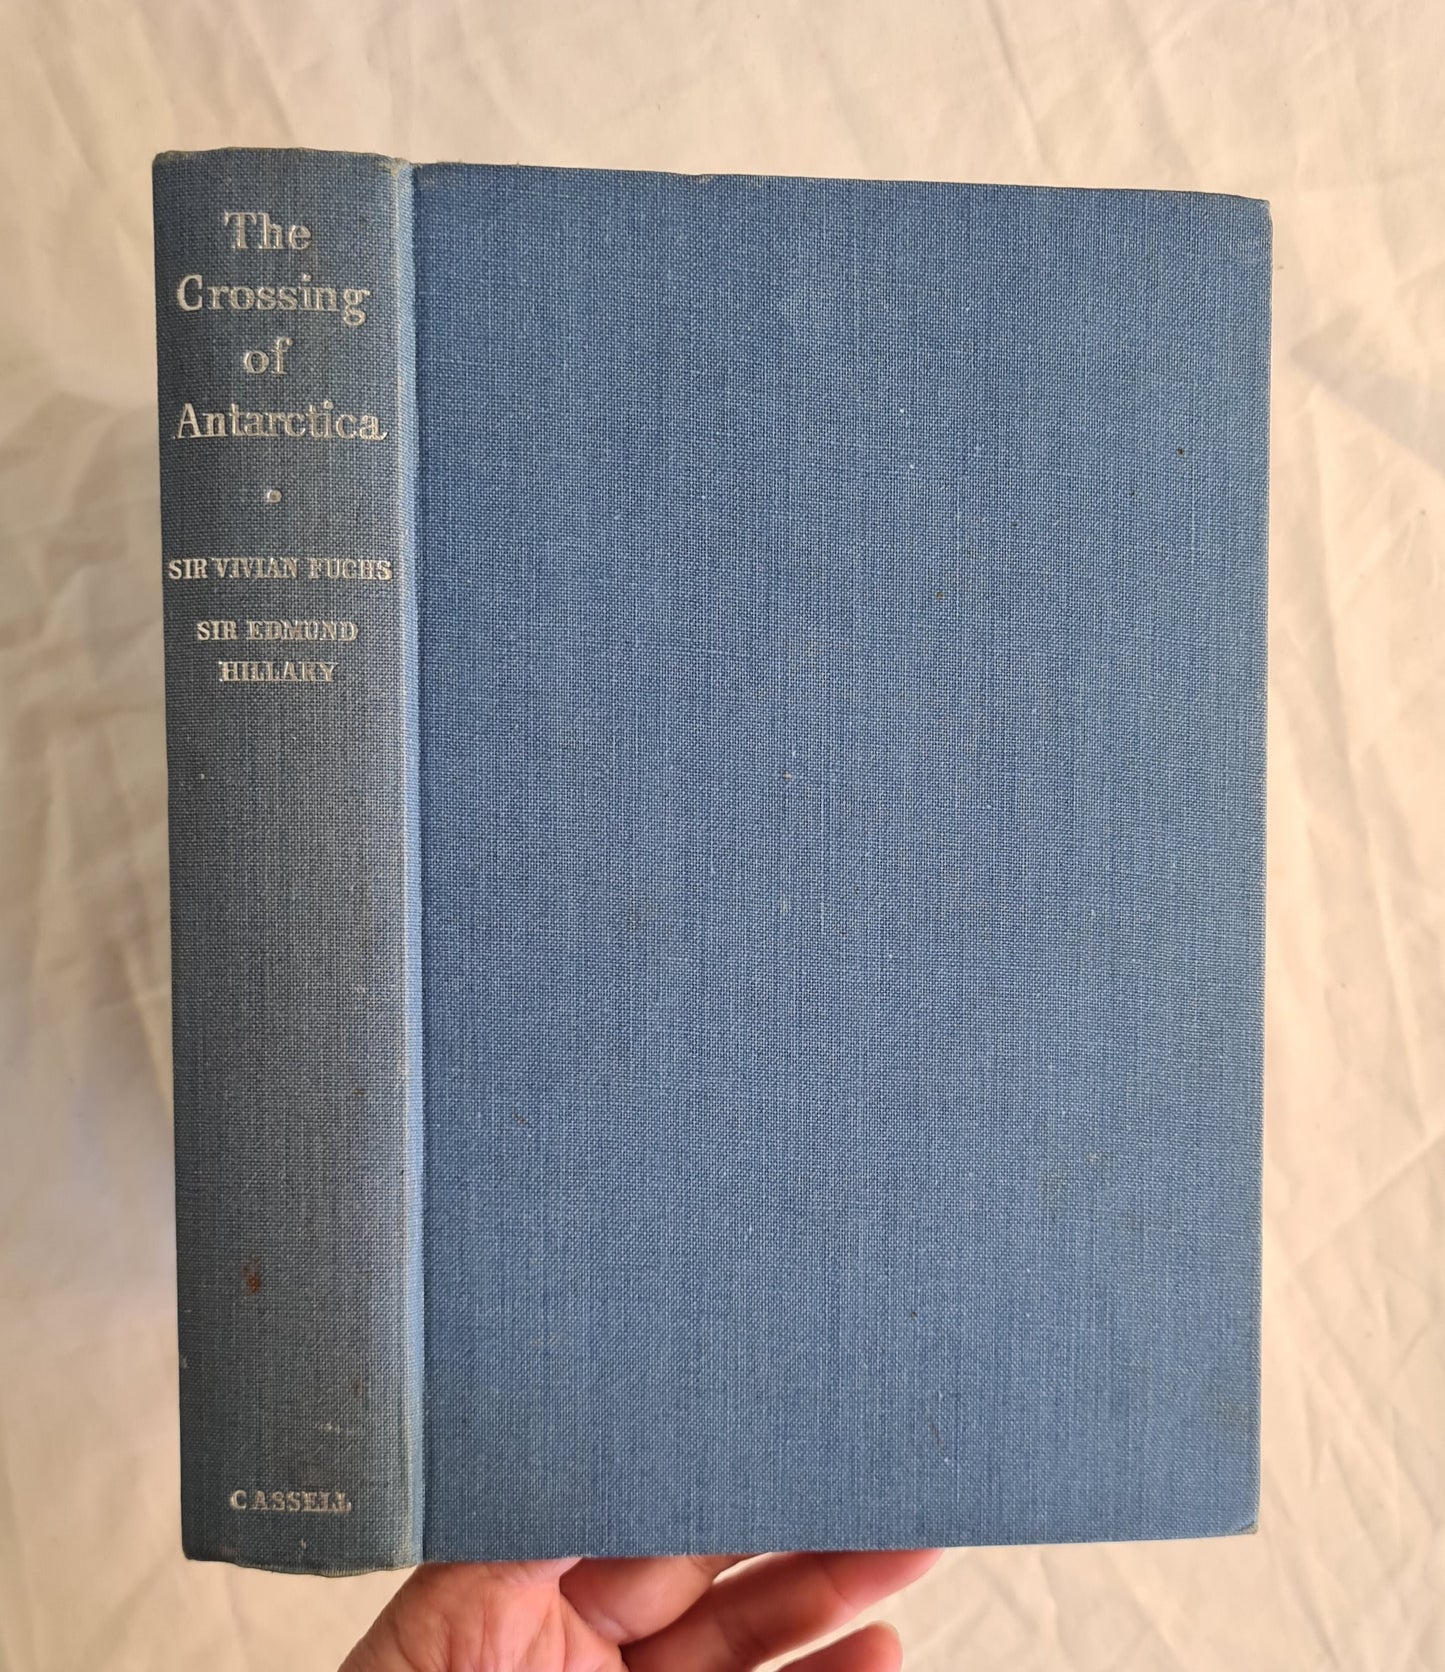 The
Crossing
of
Antarctica
SIR VIVIAN FUCHS
SIR EDMUND
HILLARY
CASSELL